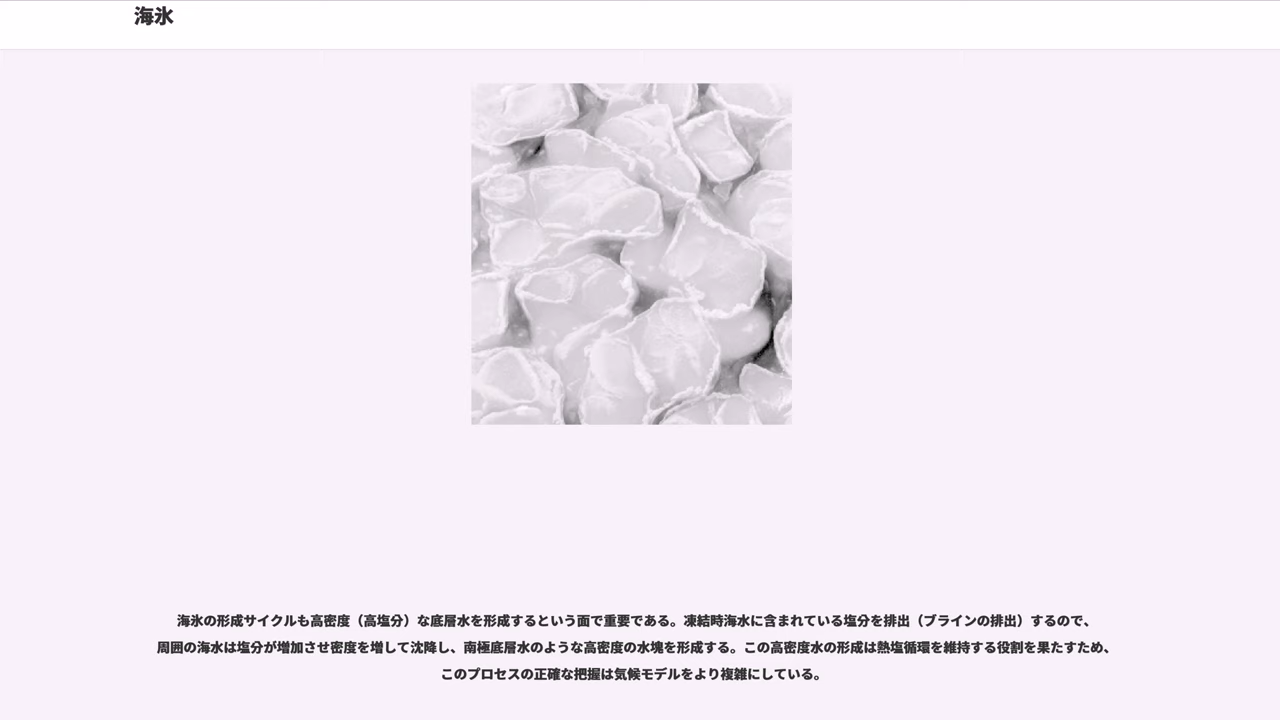 海氷
海氷の形成サイクルも高密度（高塩分）な底層水を形成するという面で重要である。凍結時海水に含まれている塩分を排出（ブラインの排出）するので、
周囲の海水は塩分が増加させ密度を増して沈降し、南極底層水のような高密度の水塊を形成する。この高密度水の形成は熱塩循環を維持する役割を果たすため、
このプロセスの正確な把握は気候モデルをより複雑にしている。